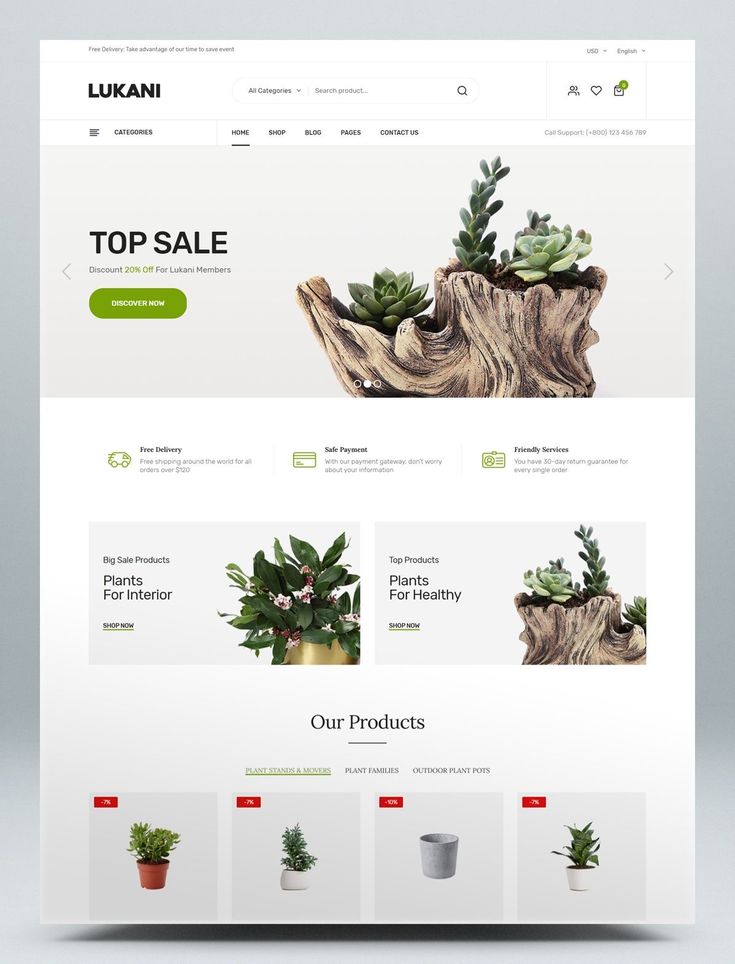 Free Delivery: Take advantage of our time to save event
USD English
LUKANI
All Categories Search product...
0
CATEGORIES
HOME SHOP BLOG PAGES CONTACT US
Call Support: (+800) 123 456 789
TOP SALE
Discount 20% Off For Lukani Members
DISCOVER NOW
Free Delivery
Free shipping around the world for all
orders over $120
Safe Payment
With our payment gateway, don't worry
about your information
Friendly Services
You have 30-day return guarantee for
every single order
Big Sale Products
Plants
For Interior
SHOP NOW
Top Products
Plants
For Healthy
SHOP NOW
Our Products
PLANT STANDS & MOVERS PLANT FAMILIES OUTDOOR PLANT POTS
-7% -7% -10% -7%